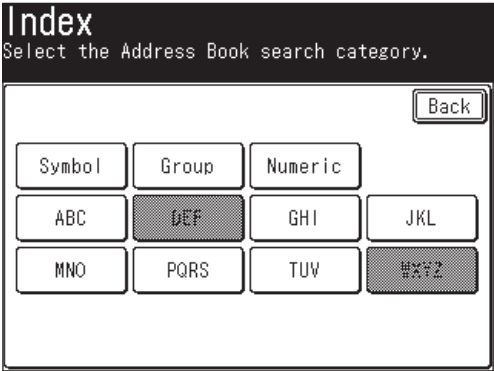 Index
Select the Address Book search category.
Back
Symbol Group Numeric
ABC DEF GHI JKL
MNO PQRS TUV WXYZ